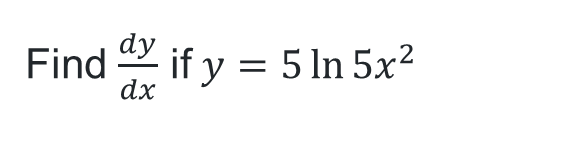 Find dy/dx if y = 5 ln 5x²